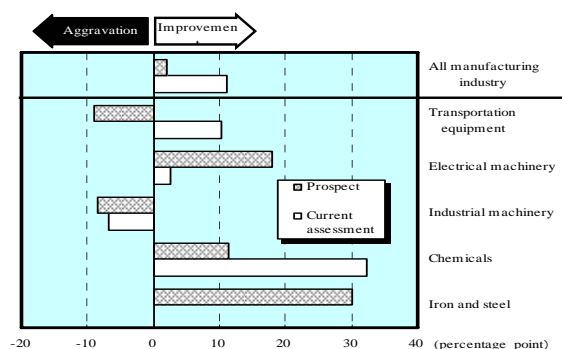 Aggravation
Improvemen
All manufacturing
industry
Transportation
equipment
Electrical machinery
Prospect
Current
assessment
Industrial machinery
Chemicals
Iron and steel
-20 -10 0 10 20 30 40 (percentage point)